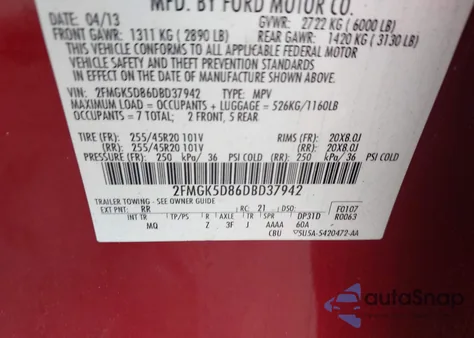 MFD. BY FORD MOTOR CO.
DATE: 04/13 GVWR: 2722 KG ( 6000 LB)
FRONT GAWR: 1311 KG ( 2890 LB) REAR GAWR: 1420 KG ( 3130 LB)
THIS VEHICLE CONFORMS TO ALL APPLICABLE FEDERAL MOTOR
VEHICLE SAFETY AND THEFT PREVENTION STANDARDS IN
EFFECT ON THE DATE OF MANUFACTURE SHOWN ABOVE.
VIN: 2FMGK5D86DBD37942 TYPE: MPV
MAXIMUM LOAD = OCCUPANTS + LUGGAGE = 526KG/1160LB
OCCUPANTS = 7 TOTAL; 2 FRONT, 5 REAR
TIRE (FR): 255/45R20 101V RIMS (FR): 20X8.0J
(RR): 255/45R20 101V (RR): 20X8.0J
PRESSURE (FR): 250 kPa/ 36 PSI COLD (RR): 250 kPa/ 36 PSI COLD
2FMGK5D86DBD37942
TRAILER TOWING - SEE OWNER GUIDE
EXT PNT: RR RC: 21 DSO: F0107
INT TR TP/PS R AXLE TR SPR DP31D R0063
MQ Z 3F J AAAA 60A
CBU 5U5A-5420472-AA
autoSnap